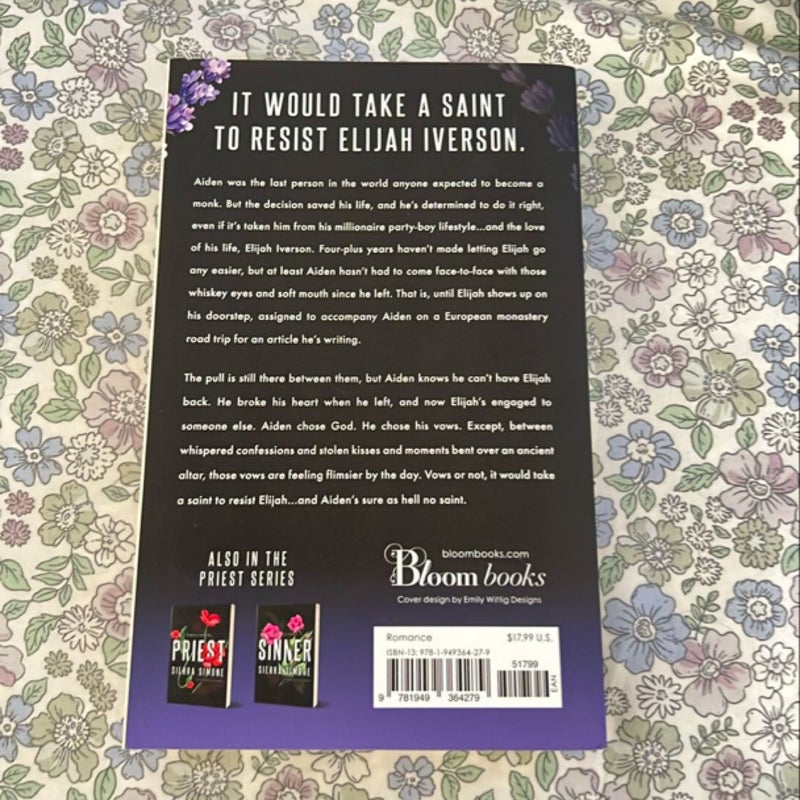 IT WOULD TAKE A SAINT
TO RESIST ELIJAH IVERSON.
Aiden was the last person in the world anyone expected to become a
monk. But the decision saved his life, and he's determined to do it right,
even if it's taken him from his millionaire party-boy lifestyle...and the love
of his life, Elijah Iverson. Four-plus years haven't made letting Elijah go
any easier, but at least Aiden hasn't had to come face-to-face with those
whiskey eyes and soft mouth since he left. That is, until Elijah shows up on
his doorstep, assigned to accompany Aiden on a European monastery
road trip for an article he's writing.
The pull is still there between them, but Aiden knows he can't have Elijah
back. He broke his heart when he left, and now Elijah's engaged to
someone else. Aiden chose God. He chose his vows. Except, between
whispered confessions and stolen kisses and moments bent over an ancient
altar, those vows are feeling flimsier by the day. Vows or not, it would take
a saint to resist Elijah...and Aiden's sure as hell no saint.
ALSO IN THE
PRIEST SERIES
PRIEST
SIERRA SIMONE
SINNER
SIERRA SIMONE
bloombooks.com
Bloom books
Cover design by Emily Wittig Designs
Romance
$17.99 U.S.
ISBN-13: 978-1-949364-27-9
51799
EAN
9 781949 364279